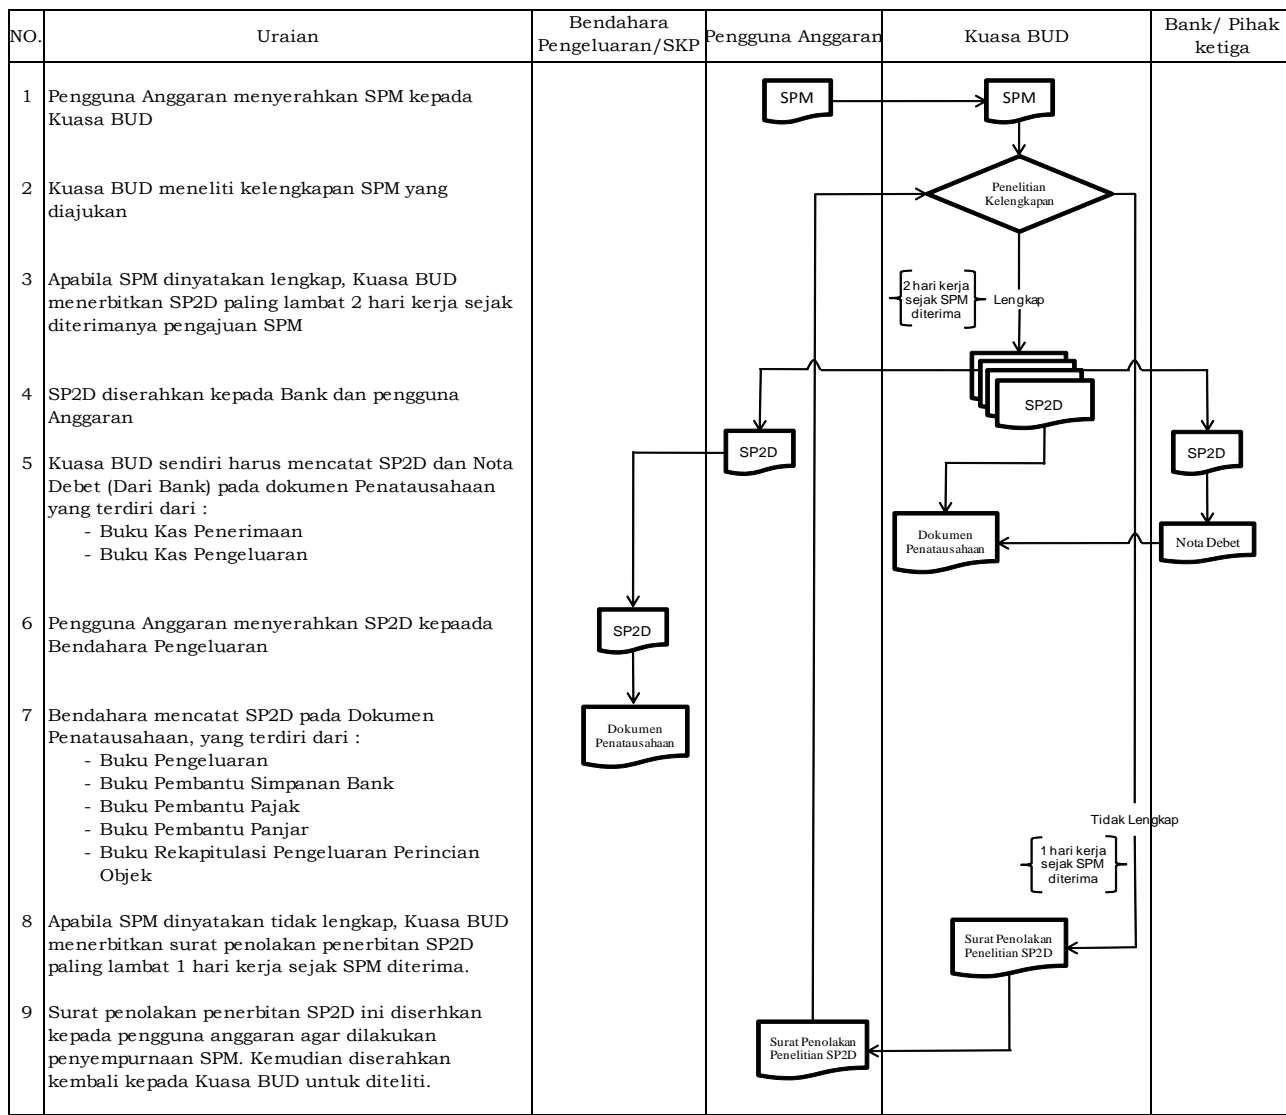 NO.
Uraian
Bendahara
Pengeluaran/SKP
Pengguna Anggaran
Kuasa BUD
Bank/ Pihak
ketiga
1 Pengguna Anggaran menyerahkan SPM kepada
Kuasa BUD
SPM
SPM
2 Kuasa BUD meneliti kelengkapan SPM yang
diajukan
Penelitian
Kelengkapan
3 Apabila SPM dinyatakan lengkap, Kuasa BUD
menerbitkan SP2D paling lambat 2 hari kerja sejak
diterimanya pengajuan SPM
2 hari kerja
sejak SPM
diterima
Lengkap
4 SP2D diserahkan kepada Bank dan pengguna
Anggaran
SP2D
SP2D
SP2D
5 Kuasa BUD sendiri harus mencatat SP2D dan Nota
Debet (Dari Bank) pada dokumen Penatausahaan
yang terdiri dari :
- Buku Kas Penerimaan
- Buku Kas Pengeluaran
Dokumen
Penatausahaan
Nota Debet
6 Pengguna Anggaran menyerahkan SP2D kepaada
Bendahara Pengeluaran
SP2D
7 Bendahara mencatat SP2D pada Dokumen
Penatausahaan, yang terdiri dari :
- Buku Pengeluaran
- Buku Pembantu Simpanan Bank
- Buku Pembantu Pajak
- Buku Pembantu Panjar
- Buku Rekapitulasi Pengeluaran Perincian
Objek
Dokumen
Penatausahaan
Tidak Lengkap
1 hari kerja
sejak SPM
diterima
8 Apabila SPM dinyatakan tidak lengkap, Kuasa BUD
menerbitkan surat penolakan penerbitan SP2D
paling lambat 1 hari kerja sejak SPM diterima.
Surat Penolakan
Penelitian SP2D
9 Surat penolakan penerbitan SP2D ini diserhkan
kepada pengguna anggaran agar dilakukan
penyempurnaan SPM. Kemudian diserahkan
kembali kepada Kuasa BUD untuk diteliti.
Surat Penolakan
Penelitian SP2D